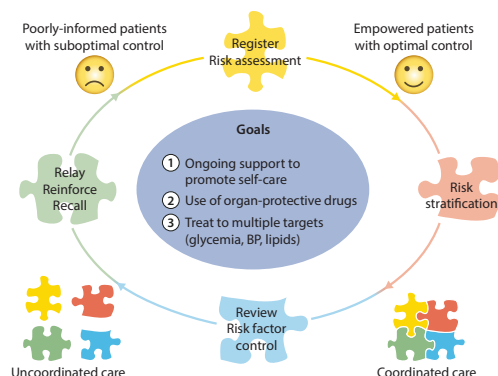 Poorly-informed patients
with suboptimal control
Register
Risk assessment
Empowered patients
with optimal control
Goals
1 Ongoing support to
promote self-care
2 Use of organ-protective drugs
3 Treat to multiple targets
(glycemia, BP, lipids)
Relay
Reinforce
Recall
Risk
stratification
Review
Risk factor
control
Uncoordinated care
Coordinated care